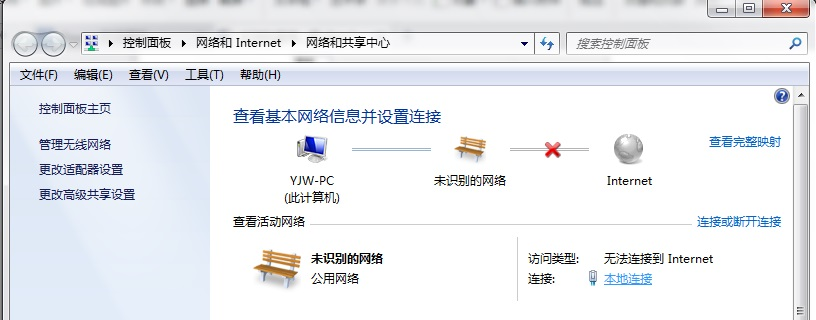 控制面板 ▸ 网络和 Internet ▸ 网络和共享中心
搜索控制面板
文件(F) 编辑(E) 查看(V) 工具(T) 帮助(H)
控制面板主页
管理无线网络
更改适配器设置
更改高级共享设置
查看基本网络信息并设置连接
查看完整映射
YJW-PC
(此计算机)
未识别的网络
Internet
查看活动网络
连接或断开连接
未识别的网络
公用网络
访问类型: 无法连接到 Internet
连接: 本地连接